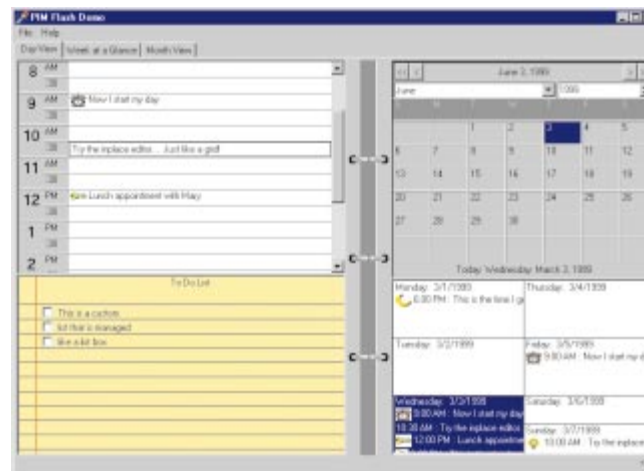 PIM Flash Demo
File Help
Day View Week at a Glance Month View
8 AM
30
9 AM Now I start my day
30
10 AM
30 Try the inplace editor ... Just like a grid!
11 AM
30
12 PM Lunch appointment with Mary
30
1 PM
30
2 PM
To Do List
This is a custom
list that is managed
like a list box
June 3, 1999
June 1999
S M T W T F S
1 2 3 4 5
6 7 8 9 10 11 12
13 14 15 16 17 18 19
20 21 22 23 24 25 26
27 28 29 30
Today: Wednesday, March 3, 1999
Monday: 3/1/1999
6:00 PM : This is the time I g
Tuesday: 3/2/1999
Wednesday: 3/3/1999
9:00 AM : Now I start my day
10:30 AM : Try the inplace editor
12:00 PM : Lunch appointme
Thursday: 3/4/1999
Friday: 3/5/1999
9:00 AM : Now I start my d
Saturday: 3/6/1999
Sunday: 3/7/1999
10:00 AM : Try the inplace